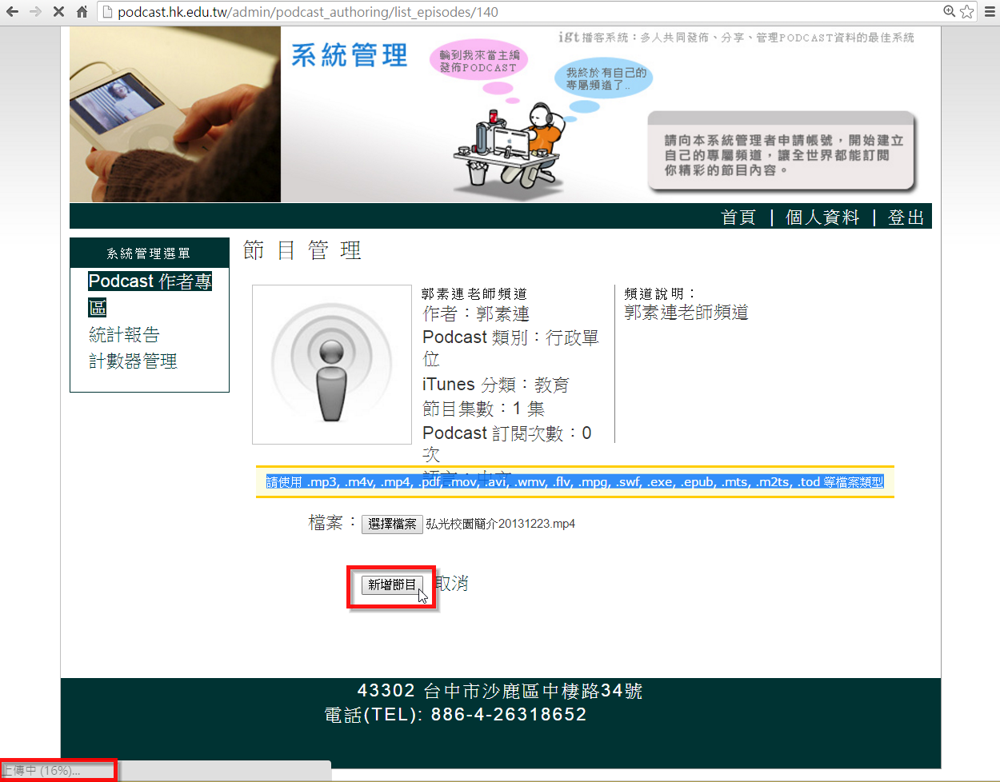 podcast.hk.edu.tw/admin/podcast_authoring/list_episodes/140
igt 播客系統：多人共同發佈、分享、管理PODCAST資料的最佳系統
系統管理
輪到我來當主編
發佈PODCAST
我終於有自己的
專屬頻道了..
請向本系統管理者申請帳號，開始建立
自己的專屬頻道，讓全世界都能訂閱
你精彩的節目內容。
首頁 | 個人資料 | 登出
系統管理選單
Podcast 作者專
區
統計報告
計數器管理
節目管理
郭素連老師頻道
作者：郭素連
Podcast 類別：行政單
位
iTunes 分類：教育
節目集數：1 集
Podcast 訂閱次數：0
次
語言：中文
頻道說明：
郭素連老師頻道
請使用 .mp3, .m4v, .mp4, .pdf, .mov, .avi, .wmv, .flv, .mpg, .swf, .exe, .epub, .mts, .m2ts, .tod 等檔案類型
檔案：選擇檔案 弘光校園簡介20131223.mp4
新增節目 取消
43302 台中市沙鹿區中棲路34號
電話(TEL): 886-4-26318652
上傳中 (16%)...